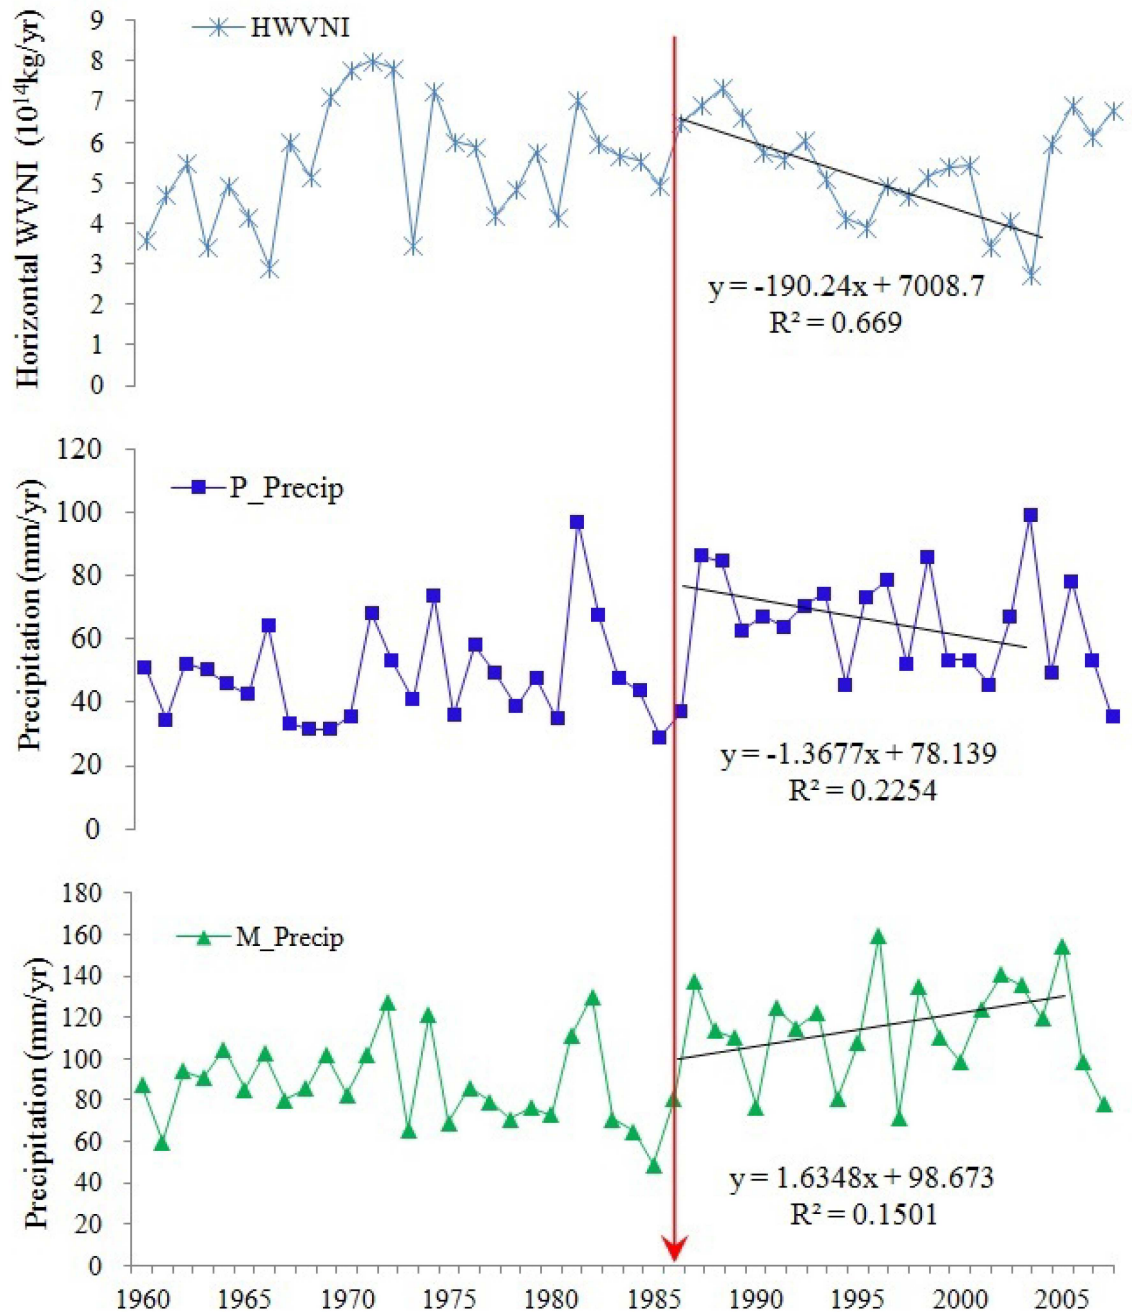 HWVNI
Horizontal WVNI (10¹⁴kg/yr)
9
8
7
6
5
4
3
2
1
0
y = -190.24x + 7008.7
R² = 0.669
P_Precip
Precipitation (mm/yr)
120
100
80
60
40
20
0
y = -1.3677x + 78.139
R² = 0.2254
M_Precip
Precipitation (mm/yr)
180
160
140
120
100
80
60
40
20
0
y = 1.6348x + 98.673
R² = 0.1501
1960 1965 1970 1975 1980 1985 1990 1995 2000 2005